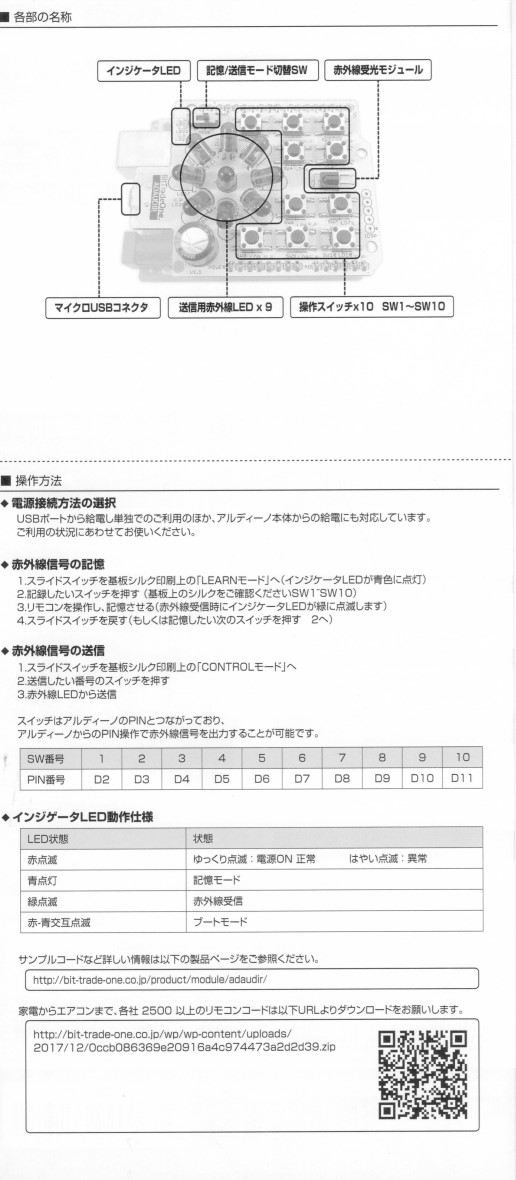 ■ 各部の名称
インジケータLED
記憶/送信モード切替SW
赤外線受光モジュール
bitTradeOne
マイクロUSBコネクタ
送信用赤外線LED x 9
操作スイッチx10 SW1～SW10
■ 操作方法
◆ 電源接続方法の選択
USBポートから給電し単独でのご利用のほか、アルディーノ本体からの給電にも対応しています。
ご利用の状況にあわせてお使いください。
◆ 赤外線信号の記憶
1.スライドスイッチを基板シルク印刷上の「LEARNモード」へ(インジケータLEDが青色に点灯)
2.記録したいスイッチを押す (基板上のシルクをご確認くださいSW1~SW10)
3.リモコンを操作し、記憶させる(赤外線受信時にインジケータLEDが緑に点滅します)
4.スライドスイッチを戻す(もしくは記憶したい次のスイッチを押す 2へ)
◆ 赤外線信号の送信
1.スライドスイッチを基板シルク印刷上の「CONTROLモード」へ
2.送信したい番号のスイッチを押す
3.赤外線LEDから送信
スイッチはアルディーノのPINとつながっており、
アルディーノからのPIN操作で赤外線信号を出力することが可能です。
SW番号 1 2 3 4 5 6 7 8 9 10
PIN番号 D2 D3 D4 D5 D6 D7 D8 D9 D10 D11
◆ インジゲータLED動作仕様
LED状態 状態
赤点滅 ゆっくり点滅:電源ON 正常 はやい点滅:異常
青点灯 記憶モード
緑点滅 赤外線受信
赤-青交互点滅 ブートモード
サンプルコードなど詳しい情報は以下の製品ページをご参照ください。
http://bit-trade-one.co.jp/product/module/adaudir/
家電からエアコンまで、各社 2500 以上のリモコンコードは以下URLよりダウンロードをお願いします。
http://bit-trade-one.co.jp/wp/wp-content/uploads/
2017/12/0ccb086369e20916a4c974473a2d2d39.zip